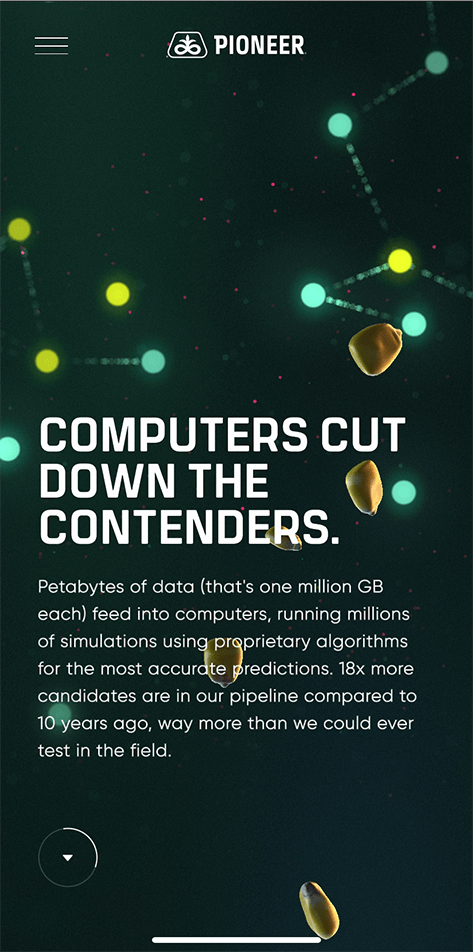 PIONEER
COMPUTERS CUT
DOWN THE
CONTENDERS.
Petabytes of data (that's one million GB
each) feed into computers, running millions
of simulations using proprietary algorithms
for the most accurate predictions. 18x more
candidates are in our pipeline compared to
10 years ago, way more than we could ever
test in the field.